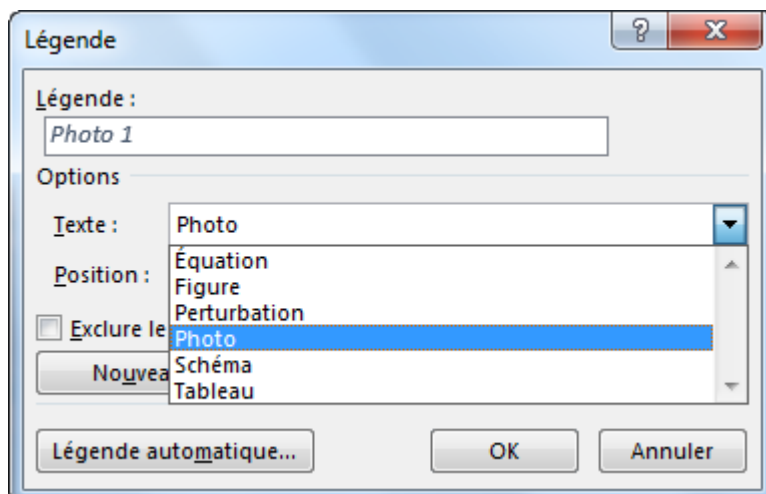 Légende
Légende :
Photo 1
Options
Texte : Photo
Équation
Position :
Figure
Perturbation
Exclure le
Photo
Schéma
Nouvea
Tableau
Légende automatique... OK Annuler